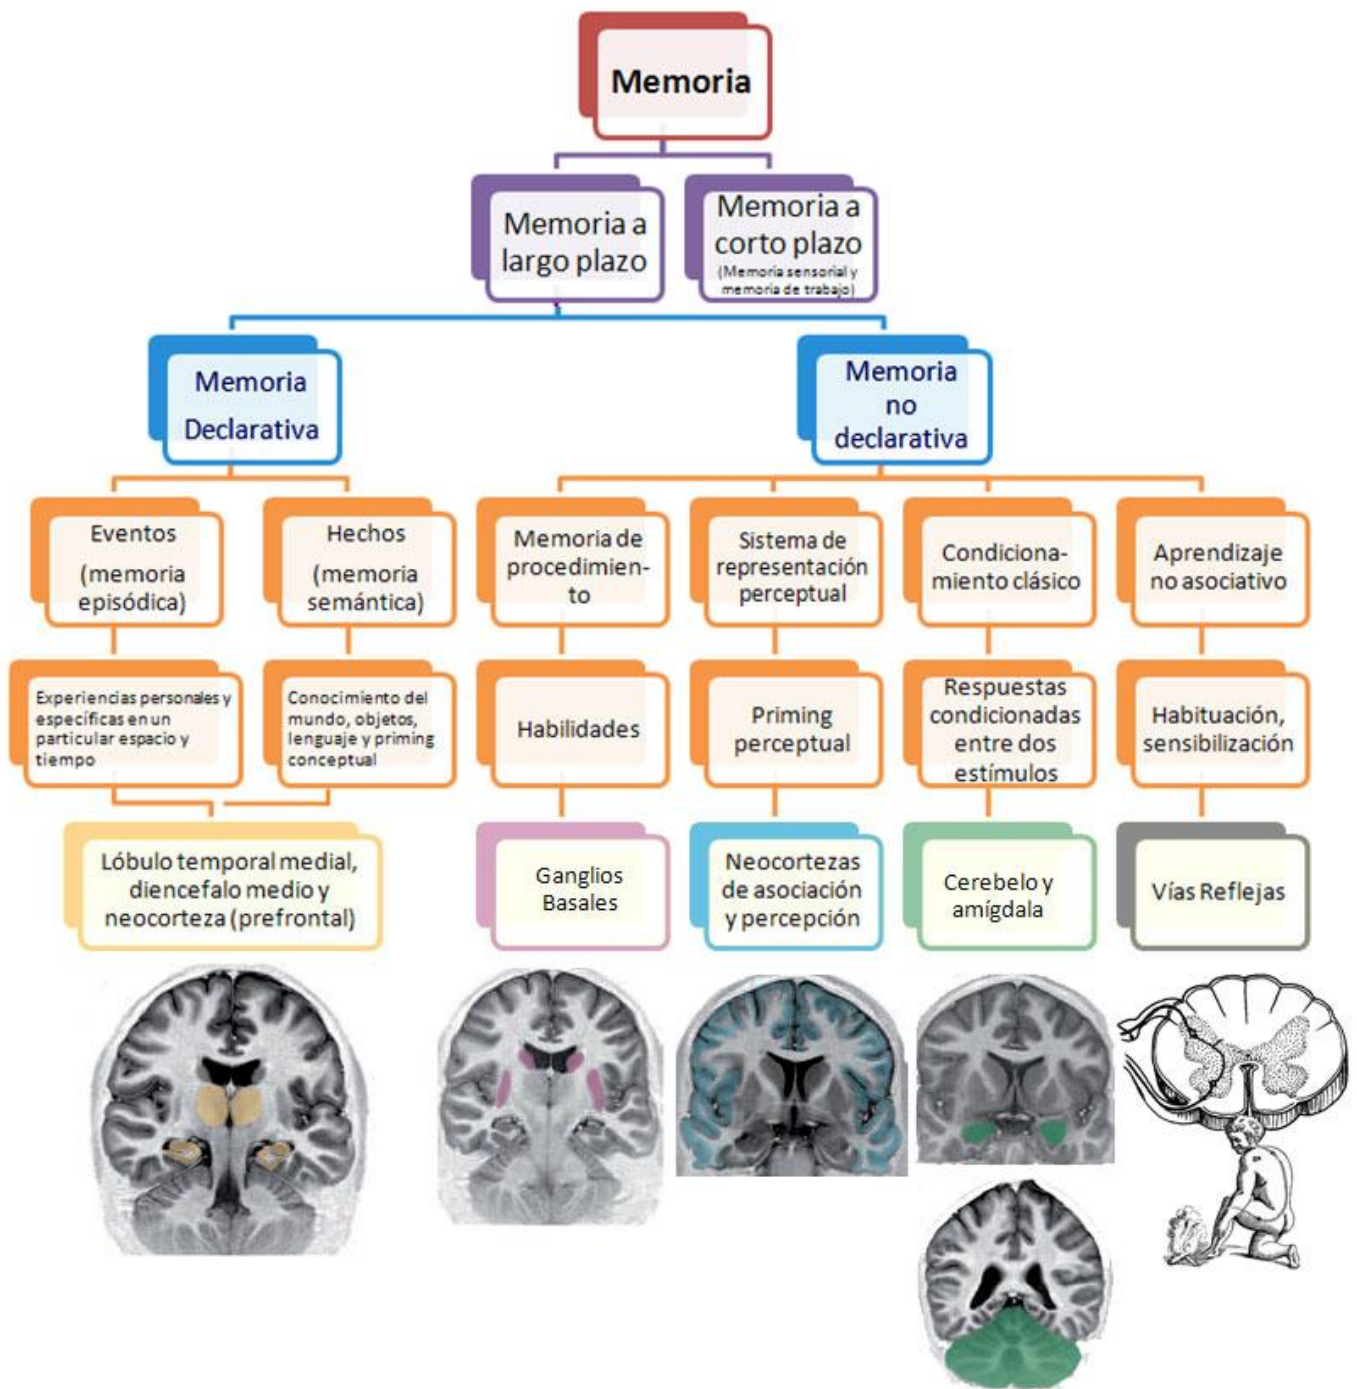 Memoria
Memoria a
largo plazo
Memoria a
corto plazo
(Memoria sensorial y
memoria de trabajo)
Memoria
Declarativa
Memoria
no
declarativa
Eventos
(memoria
episódica)
Hechos
(memoria
semántica)
Memoria de
procedimien-
to
Sistema de
representación
perceptual
Condiciona-
miento clásico
Aprendizaje
no asociativo
Experiencias personales y
específicas en un
particular espacio y
tiempo
Conocimiento del
mundo, objetos,
lenguaje y priming
conceptual
Habilidades
Priming
perceptual
Respuestas
condicionadas
entre dos
estímulos
Habituación,
sensibilización
Lóbulo temporal medial,
diencefalo medio y
neocorteza (prefrontal)
Ganglios
Basales
Neocortezas
de asociación
y percepción
Cerebelo y
amígdala
Vías Reflejas